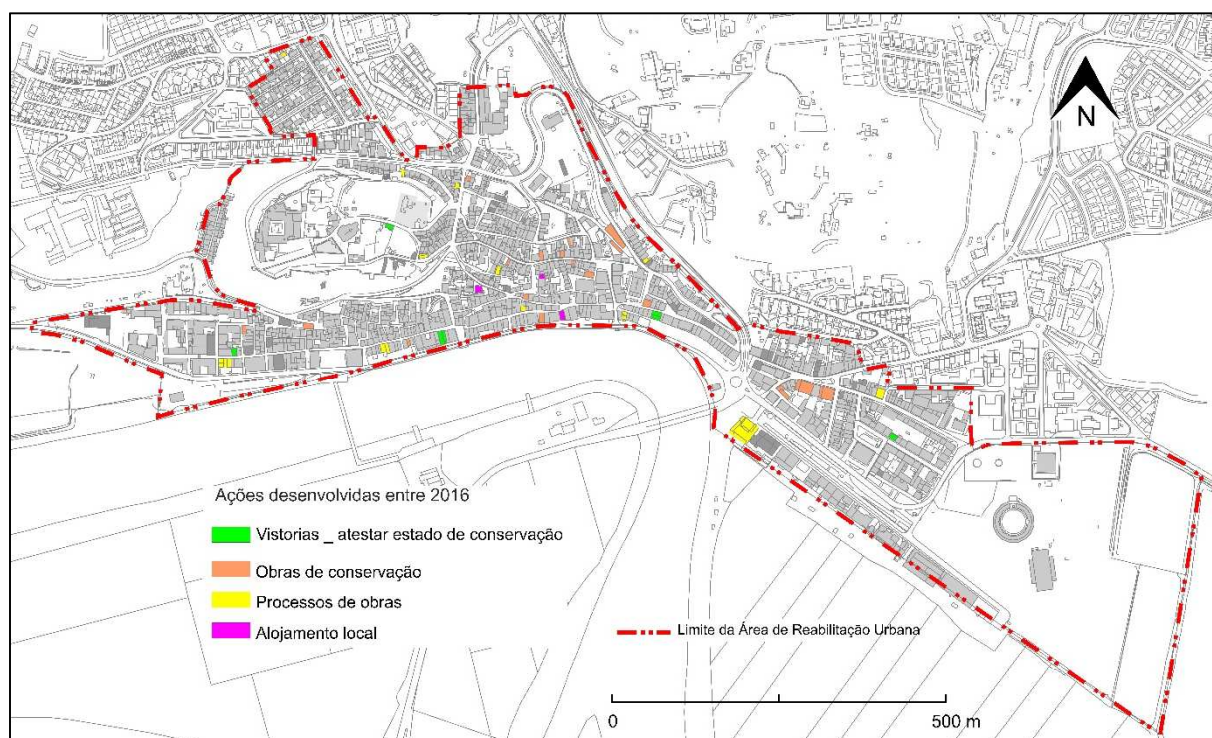 N
Ações desenvolvidas entre 2016
Vistorias _ atestar estado de conservação
Obras de conservação
Processos de obras
Alojamento local
Limite da Área de Reabilitação Urbana
0 500 m